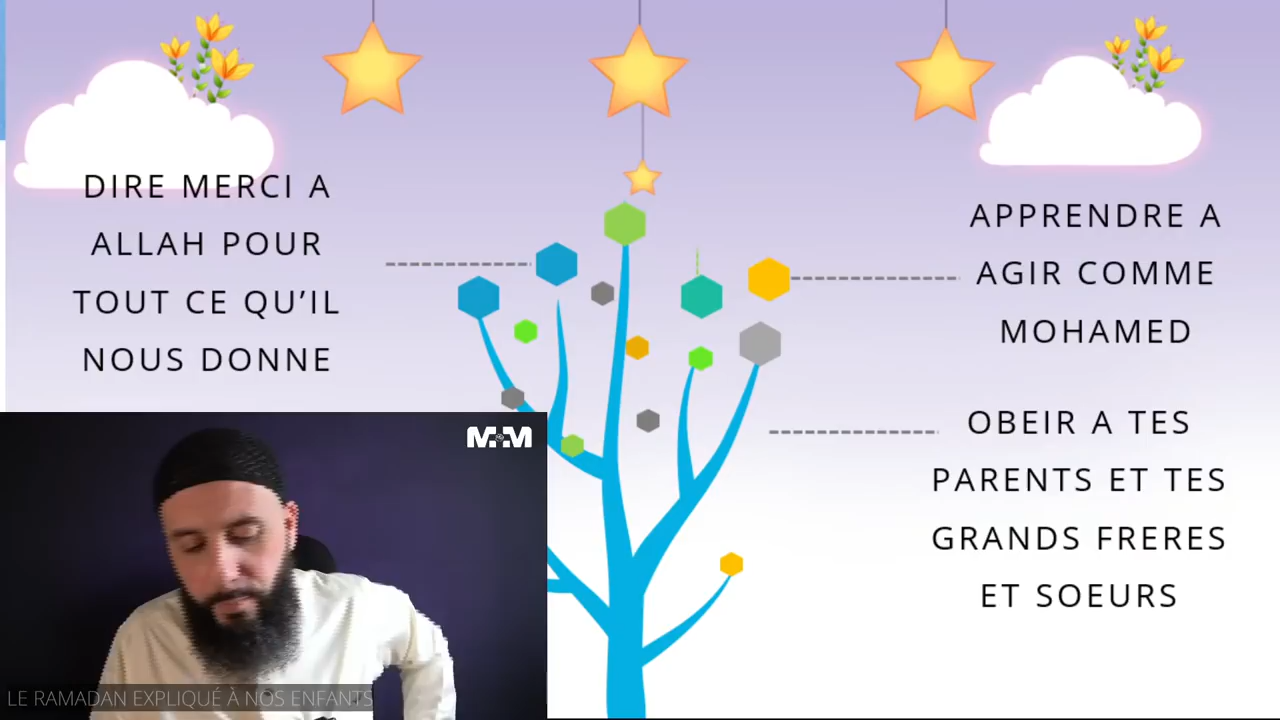 DIRE MERCI A
ALLAH POUR
TOUT CE QU’IL
NOUS DONNE
APPRENDRE A
AGIR COMME
MOHAMED
OBEIR A TES
PARENTS ET TES
GRANDS FRERES
ET SOEURS
M M
LE RAMADAN EXPLIQUÉ À NOS ENFANTS